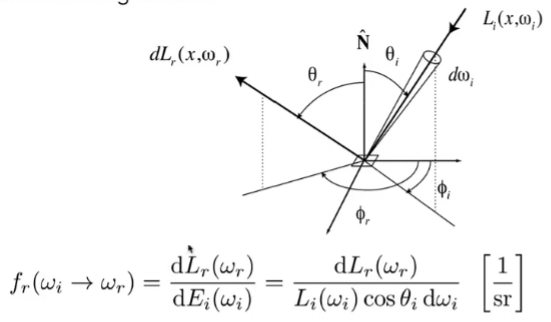 L_i(x,ω_i)
N̂
dL_r(x,ω_r)
θ_r
θ_i
dω_i
ϕ_i
ϕ_r
f_r(ω_i → ω_r) = dL_r(ω_r) / dE_i(ω_i) = dL_r(ω_r) / L_i(ω_i) cos θ_i dω_i [1/sr]